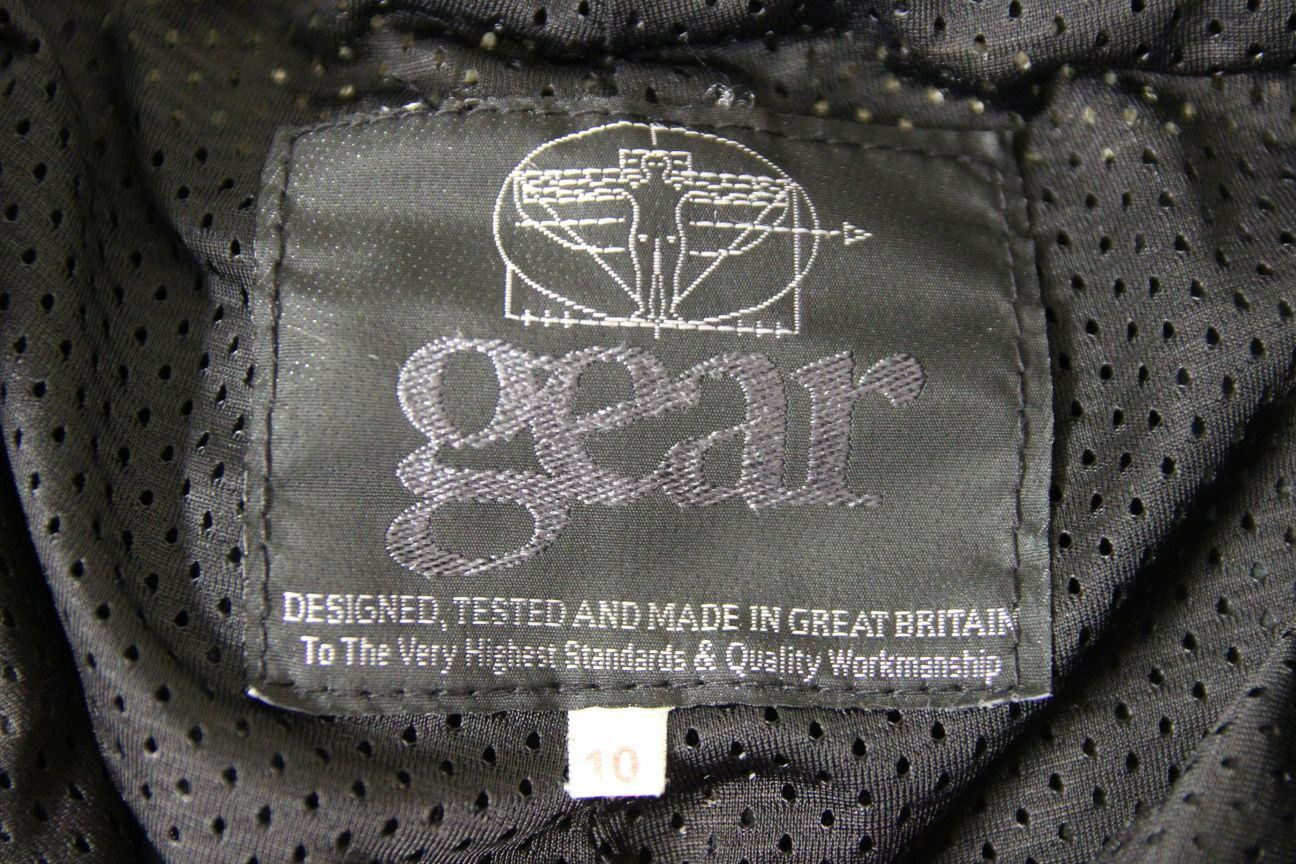 gear
DESIGNED, TESTED AND MADE IN GREAT BRITAIN
To The Very Highest Standards & Quality Workmanship
10